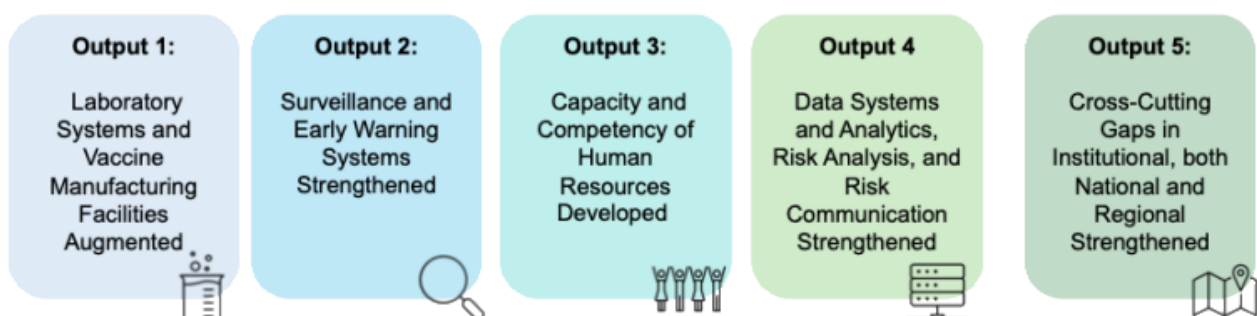 Output 1:
Laboratory
Systems and
Vaccine
Manufacturing
Facilities
Augmented
Output 2:
Surveillance and
Early Warning
Systems
Strengthened
Output 3:
Capacity and
Competency of
Human
Resources
Developed
Output 4
Data Systems
and Analytics,
Risk Analysis, and
Risk
Communication
Strengthened
Output 5:
Cross-Cutting
Gaps in
Institutional, both
National and
Regional
Strengthened